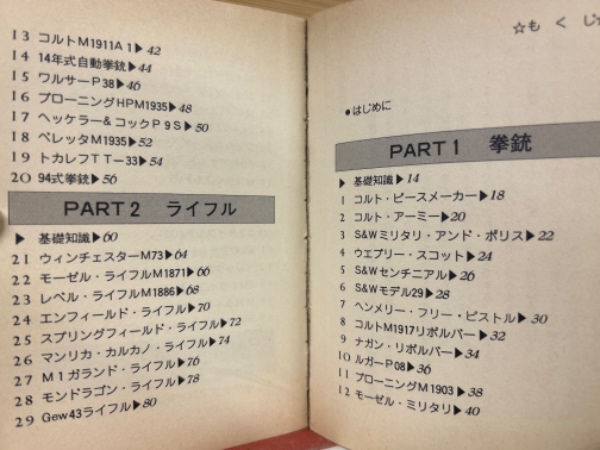 ☆もくじ☆
●はじめに
PART1 拳銃
▶ 基礎知識▶14
1 コルト・ピースメーカー▶18
2 コルト・アーミー▶20
3 S&Wミリタリ・アンド・ポリス▶22
4 ウエブリー・スコット▶24
5 S&Wセンチニアル▶26
6 S&Wモデル29▶28
7 ヘンメリー・フリー・ピストル▶30
8 コルトM1917リボルバー▶32
9 ナガン・リボルバー▶34
10 ルガーP08▶36
11 ブローニングM1903▶38
12 モーゼル・ミリタリ▶40
13 コルトM1911A1▶42
14 14年式自動拳銃▶44
15 ワルサーP38▶46
16 ブローニングHPM1935▶48
17 ヘッケラー&コックP9S▶50
18 ベレッタM1935▶52
19 トカレフTT−33▶54
20 94式拳銃▶56
PART2 ライフル
▶ 基礎知識▶60
21 ウィンチェスターM73▶64
22 モーゼル・ライフルM1871▶66
23 レベル・ライフルM1886▶68
24 エンフィールド・ライフル▶70
25 スプリングフィールド・ライフル▶72
26 マンリカ・カルカノ・ライフル▶74
27 M1ガランド・ライフル▶76
28 モンドラゴン・ライフル▶78
29 Gew43ライフル▶80